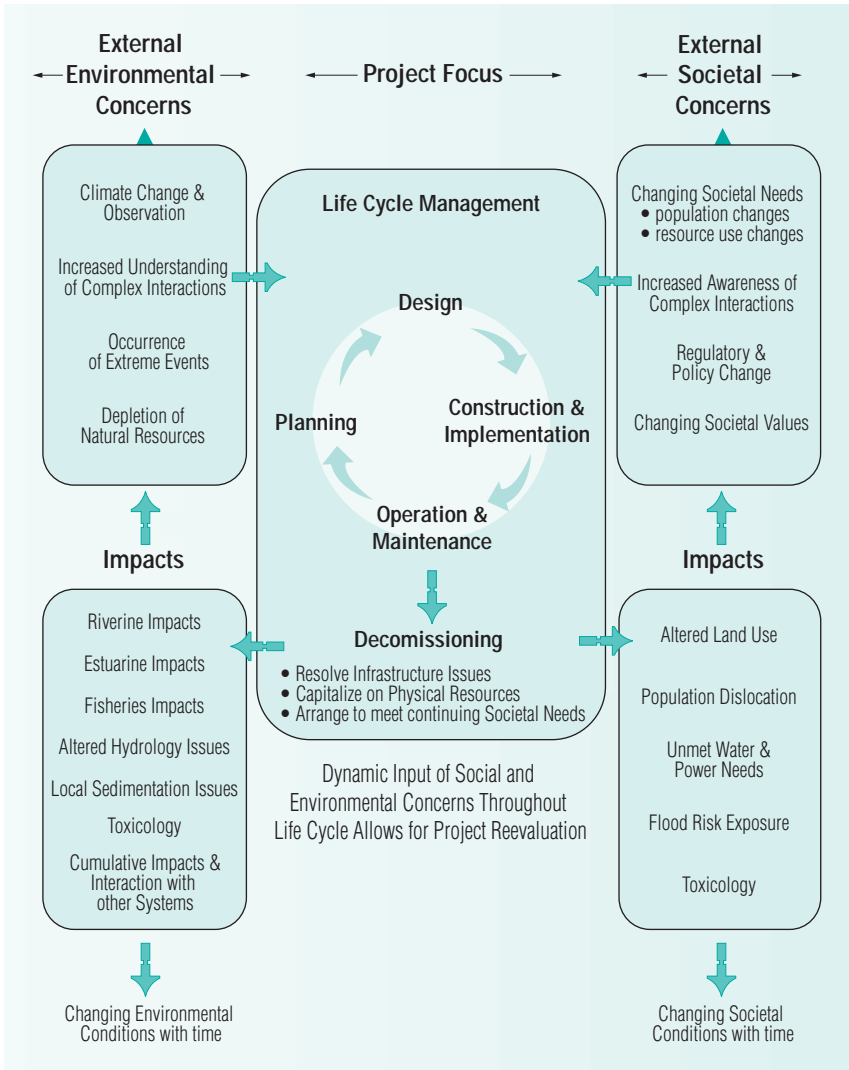 External
Environmental
Concerns
Project Focus
External
Societal
Concerns
Climate Change &
Observation
Increased Understanding
of Complex Interactions
Occurrence
of Extreme Events
Depletion of
Natural Resources
Life Cycle Management
Design
Construction &
Implementation
Planning
Operation &
Maintenance
Decomissioning
• Resolve Infrastructure Issues
• Capitalize on Physical Resources
• Arrange to meet continuing Societal Needs
Dynamic Input of Social and
Environmental Concerns Throughout
Life Cycle Allows for Project Reevaluation
Changing Societal Needs
• population changes
• resource use changes
Increased Awareness of
Complex Interactions
Regulatory &
Policy Change
Changing Societal Values
Impacts
Riverine Impacts
Estuarine Impacts
Fisheries Impacts
Altered Hydrology Issues
Local Sedimentation Issues
Toxicology
Cumulative Impacts &
Interaction with
other Systems
Changing Environmental
Conditions with time
Impacts
Altered Land Use
Population Dislocation
Unmet Water &
Power Needs
Flood Risk Exposure
Toxicology
Changing Societal
Conditions with time